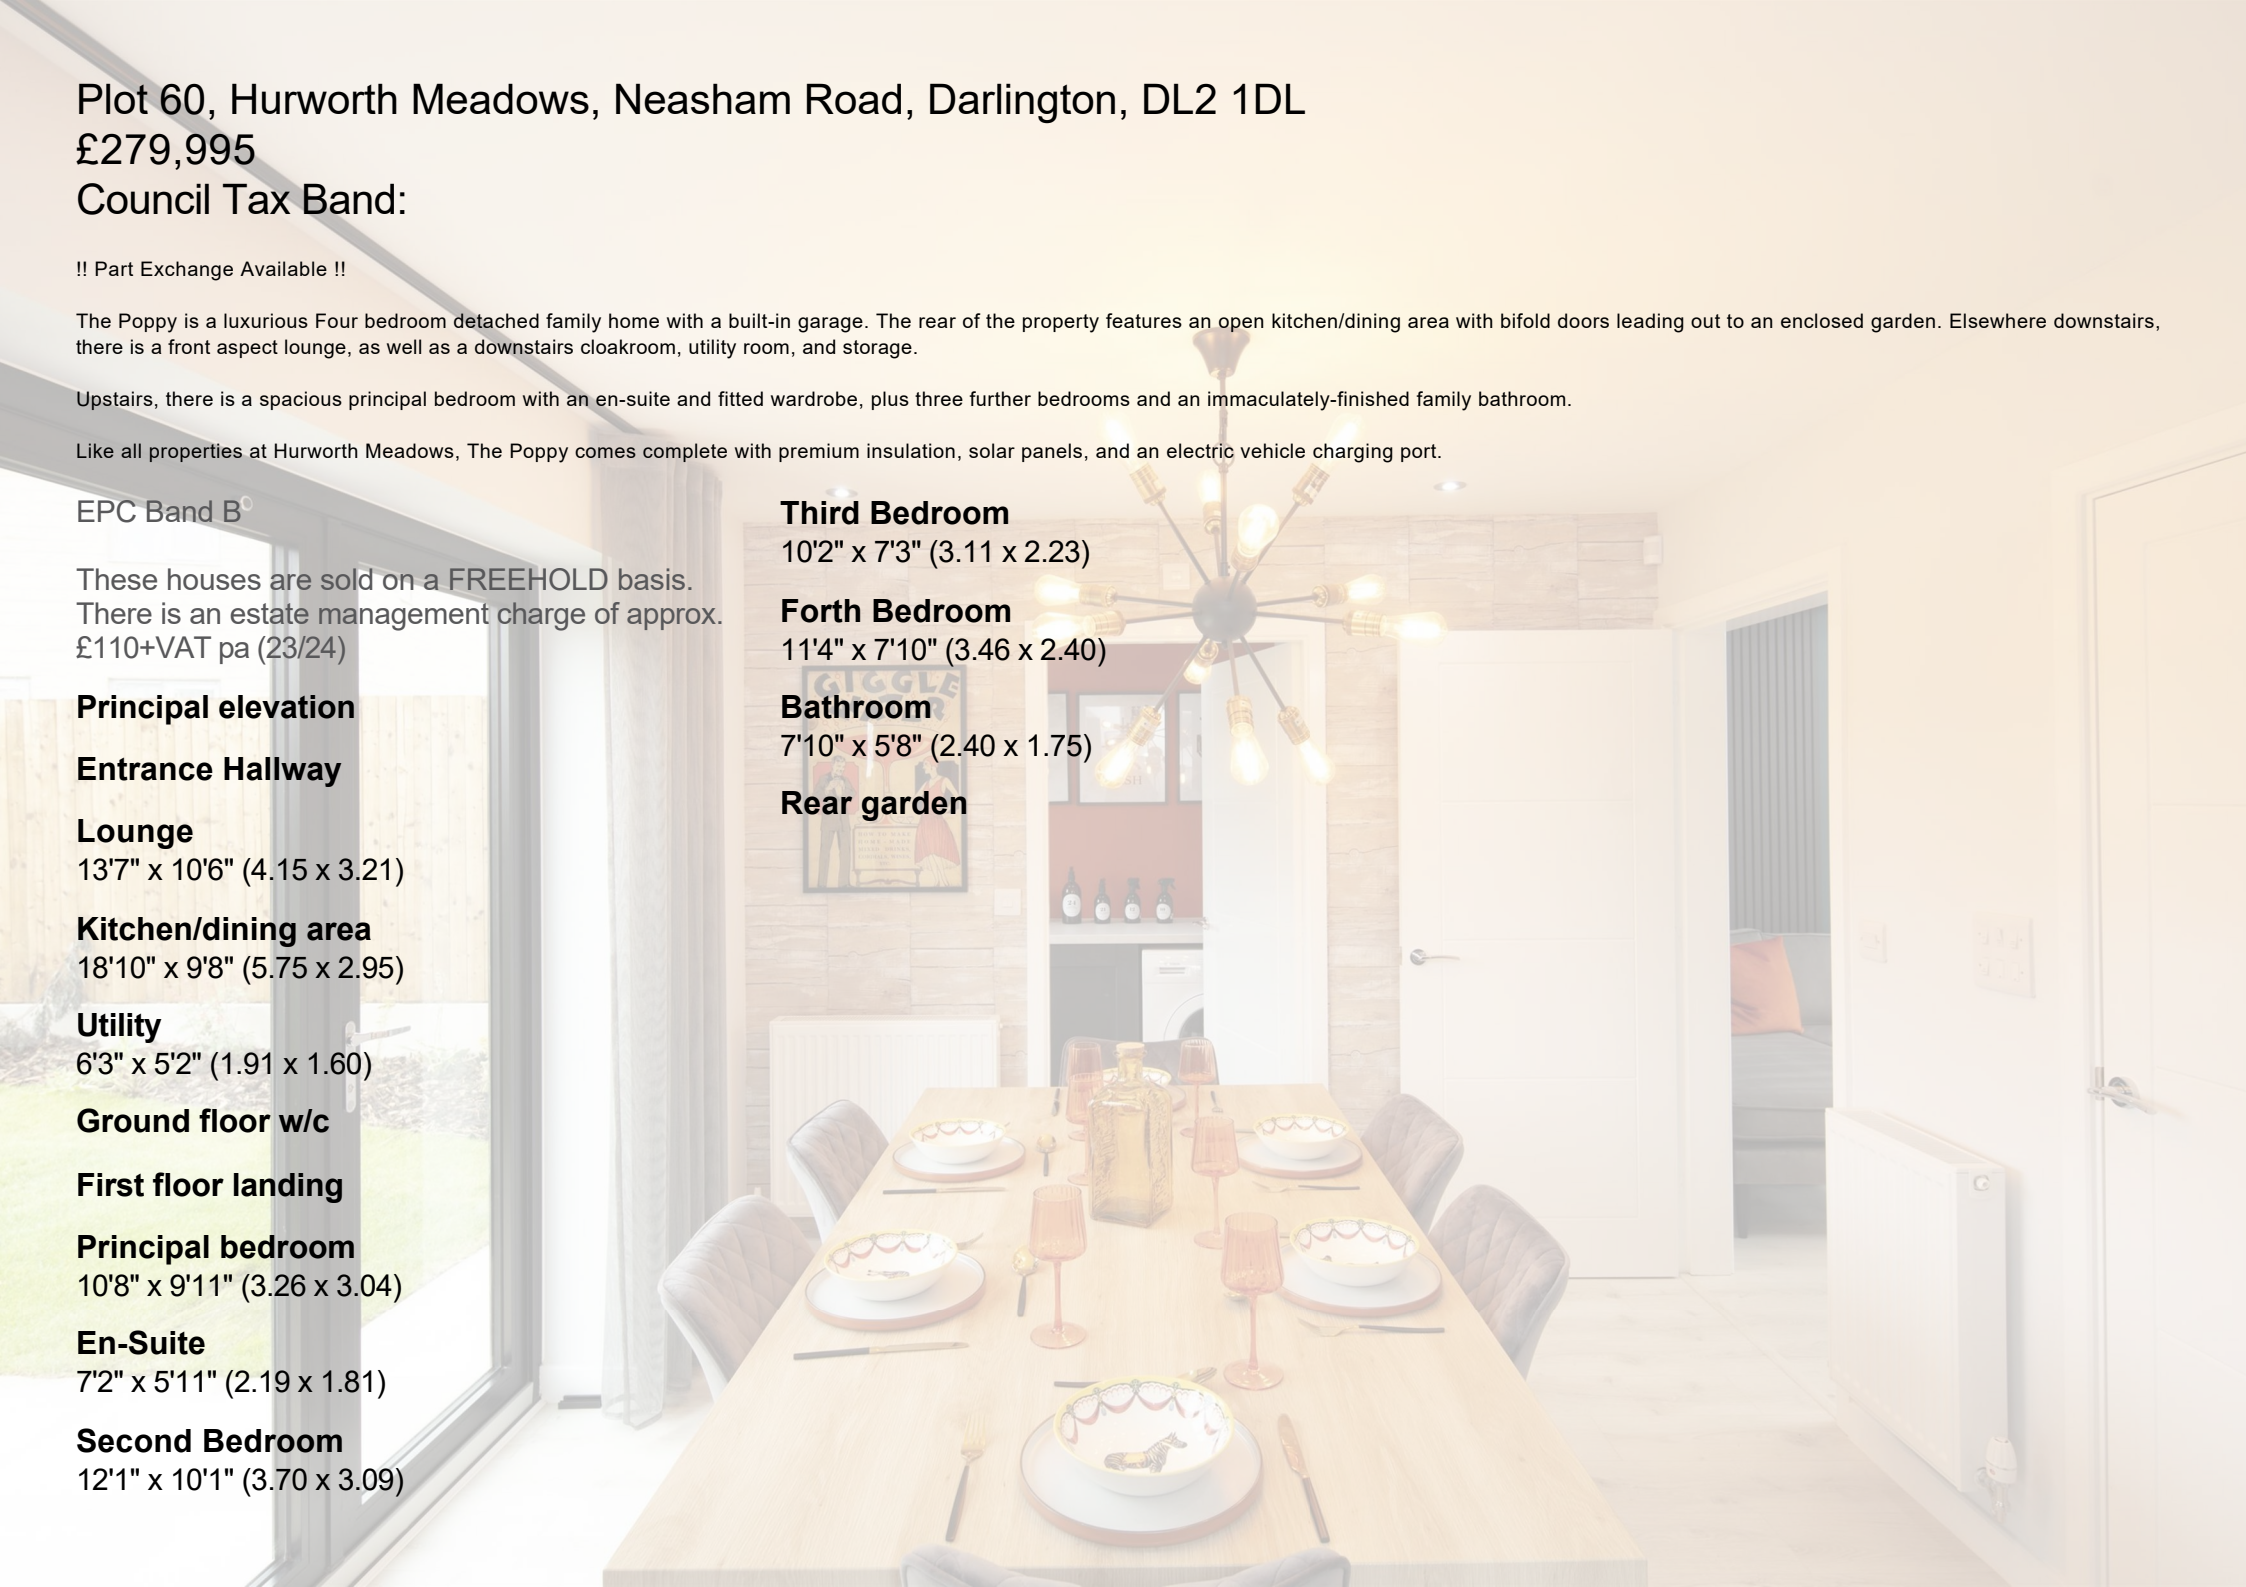 Plot 60, Hurworth Meadows, Neasham Road, Darlington, DL2 1DL
£279,995
Council Tax Band:
!! Part Exchange Available !!
The Poppy is a luxurious Four bedroom detached family home with a built-in garage. The rear of the property features an open kitchen/dining area with bifold doors leading out to an enclosed garden. Elsewhere downstairs,
there is a front aspect lounge, as well as a downstairs cloakroom, utility room, and storage.
Upstairs, there is a spacious principal bedroom with an en-suite and fitted wardrobe, plus three further bedrooms and an immaculately-finished family bathroom.
Like all properties at Hurworth Meadows, The Poppy comes complete with premium insulation, solar panels, and an electric vehicle charging port.
EPC Band B
These houses are sold on a FREEHOLD basis.
There is an estate management charge of approx.
£110+VAT pa (23/24)
Principal elevation
Entrance Hallway
Lounge
13'7" x 10'6" (4.15 x 3.21)
Kitchen/dining area
18'10" x 9'8" (5.75 x 2.95)
Utility
6'3" x 5'2" (1.91 x 1.60)
Ground floor w/c
First floor landing
Principal bedroom
10'8" x 9'11" (3.26 x 3.04)
En-Suite
7'2" x 5'11" (2.19 x 1.81)
Second Bedroom
12'1" x 10'1" (3.70 x 3.09)
Third Bedroom
10'2" x 7'3" (3.11 x 2.23)
Forth Bedroom
11'4" x 7'10" (3.46 x 2.40)
Bathroom
7'10" x 5'8" (2.40 x 1.75)
Rear garden
GIGGLE